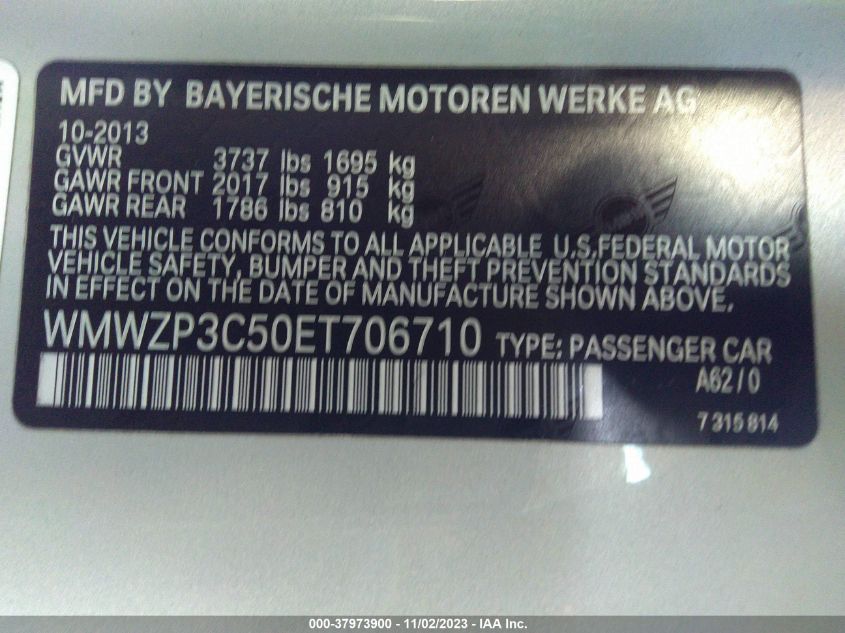 MFD BY BAYERISCHE MOTOREN WERKE AG
10-2013
GVWR 3737 lbs 1695 kg
GAWR FRONT 2017 lbs 915 kg
GAWR REAR 1786 lbs 810 kg
THIS VEHICLE CONFORMS TO ALL APPLICABLE U.S.FEDERAL MOTOR
VEHICLE SAFETY, BUMPER AND THEFT PREVENTION STANDARDS
IN EFFECT ON THE DATE OF MANUFACTURE SHOWN ABOVE.
WMWZP3C50ET706710 TYPE: PASSENGER CAR
A62/0
7 315 814
000-37973900 - 11/02/2023 - IAA Inc.